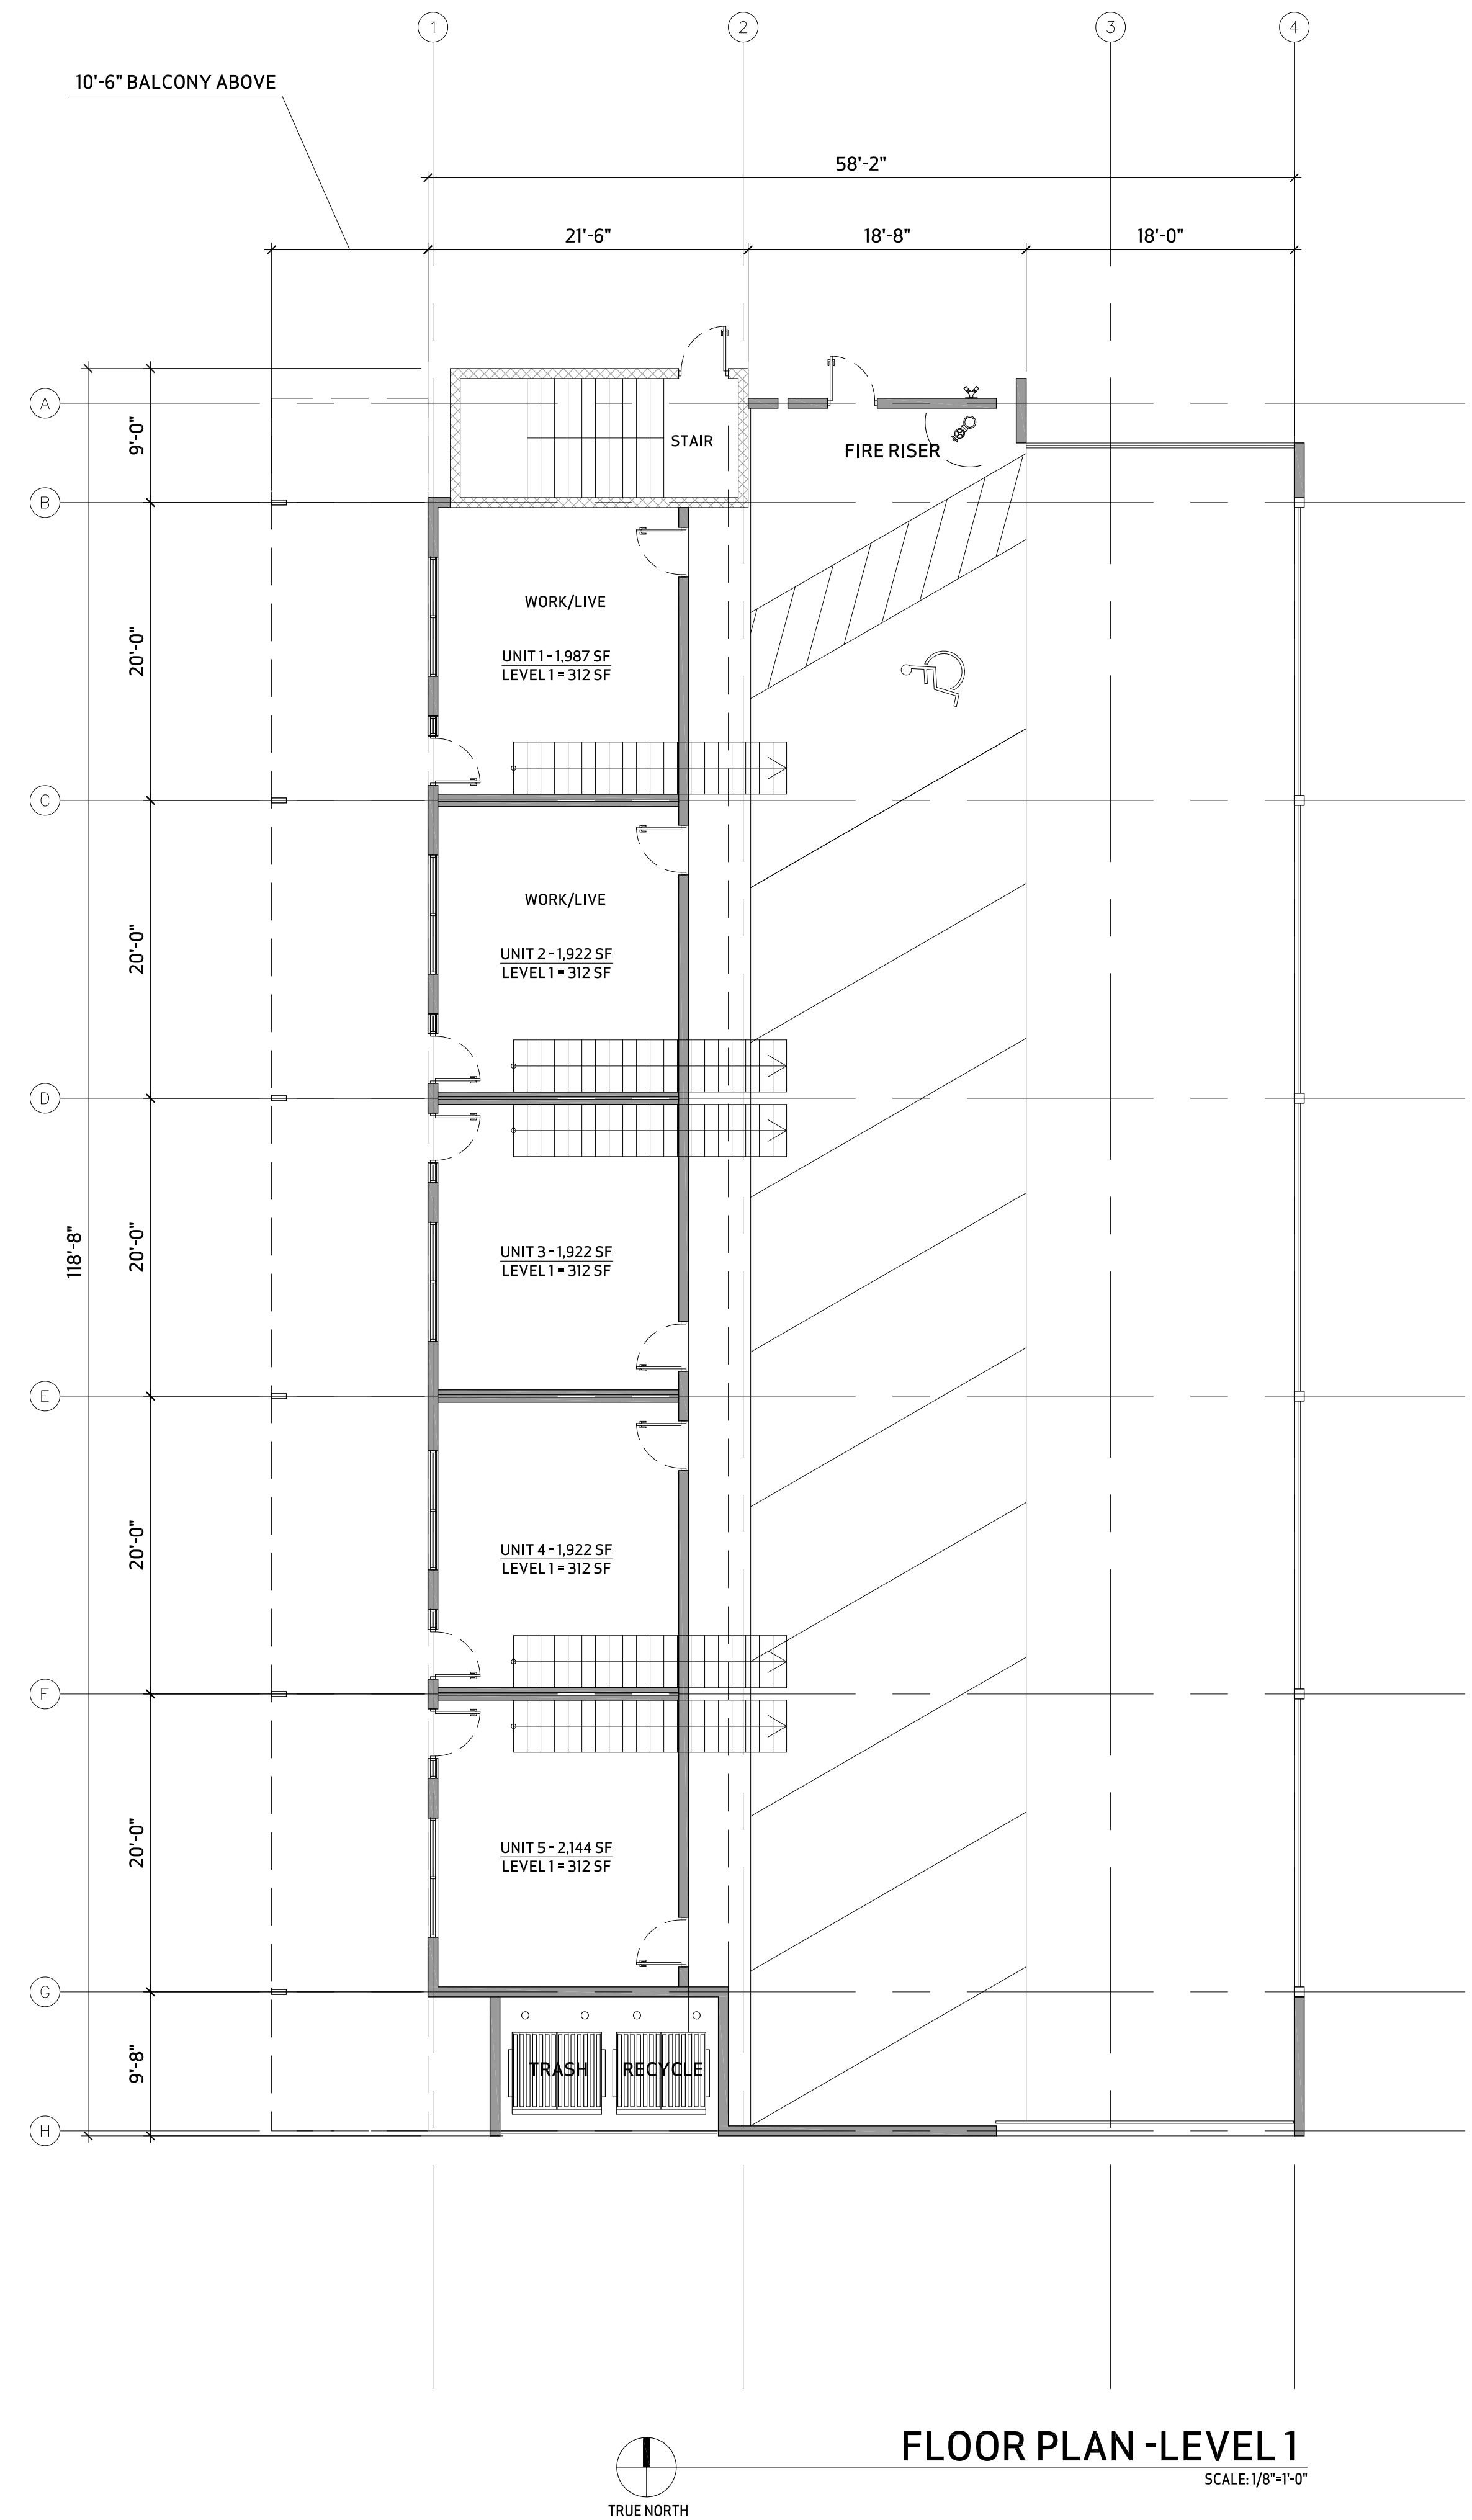 1
2
3
4
10'-6" BALCONY ABOVE
58'-2"
21'-6"
18'-8"
18'-0"
A
9'-0"
STAIR
FIRE RISER
B
WORK/LIVE
20'-0"
UNIT 1 - 1,987 SF
LEVEL 1 = 312 SF
C
WORK/LIVE
20'-0"
UNIT 2 - 1,922 SF
LEVEL 1 = 312 SF
D
118'-8"
20'-0"
UNIT 3 - 1,922 SF
LEVEL 1 = 312 SF
E
20'-0"
UNIT 4 - 1,922 SF
LEVEL 1 = 312 SF
F
20'-0"
UNIT 5 - 2,144 SF
LEVEL 1 = 312 SF
G
9'-8"
TRASH
RECYCLE
H
FLOOR PLAN -LEVEL 1
SCALE: 1/8"=1'-0"
TRUE NORTH